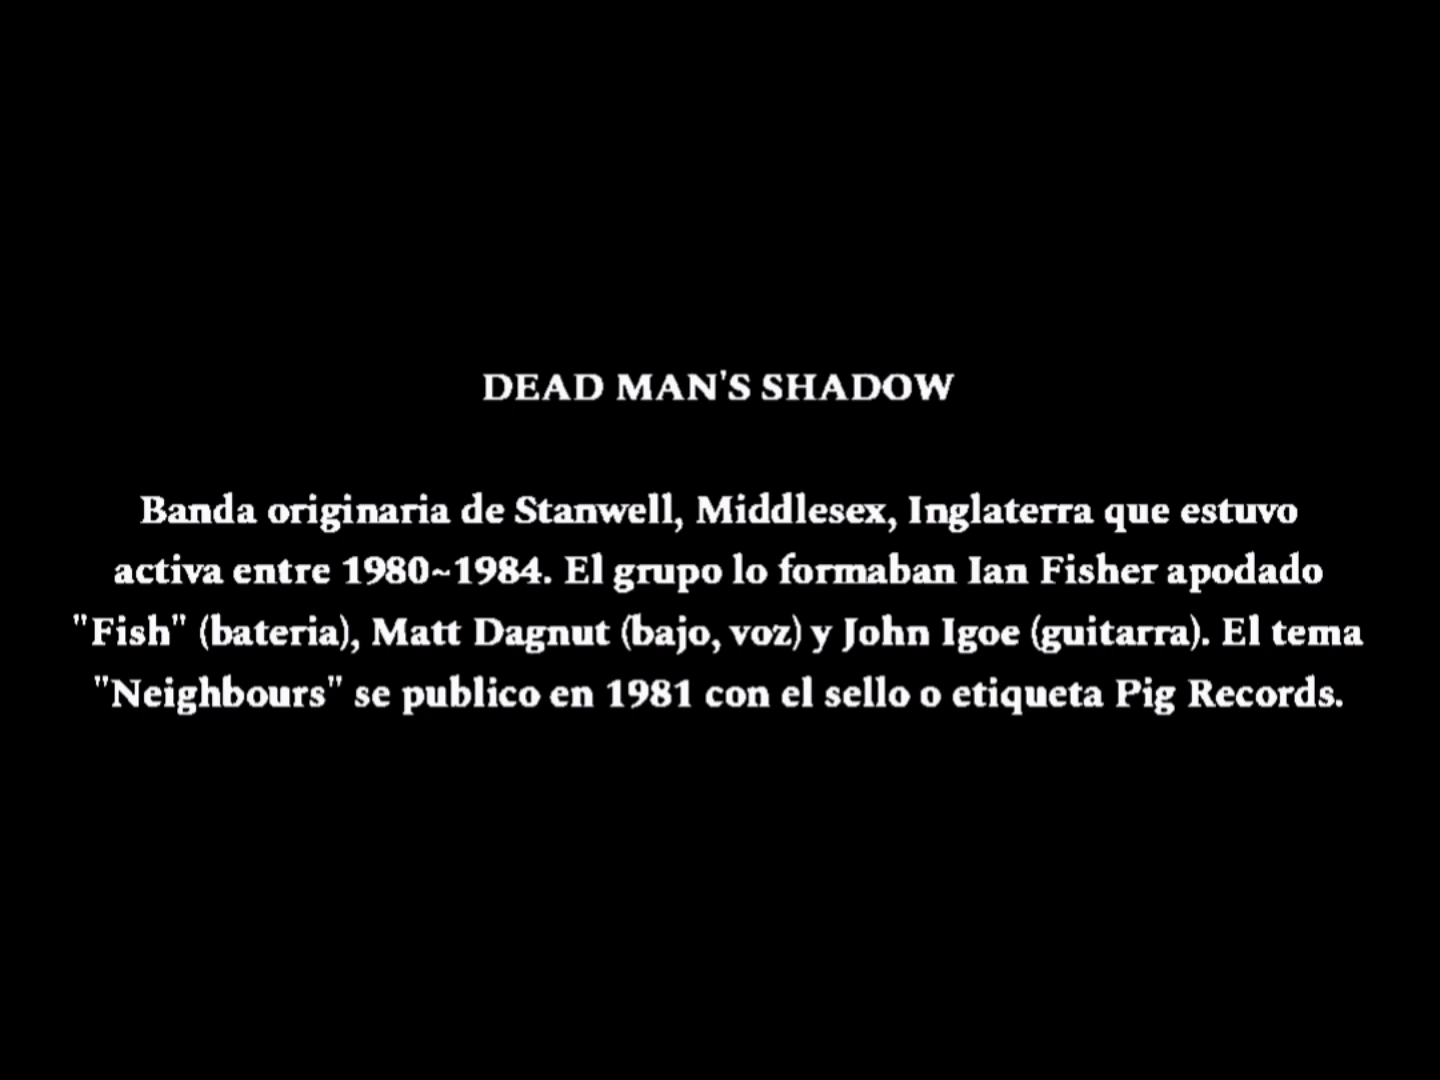 DEAD MAN'S SHADOW
Banda originaria de Stanwell, Middlesex, Inglaterra que estuvo
activa entre 1980~1984. El grupo lo formaban Ian Fisher apodado
"Fish" (bateria), Matt Dagnut (bajo, voz) y John Igoe (guitarra). El tema
"Neighbours" se publico en 1981 con el sello o etiqueta Pig Records.